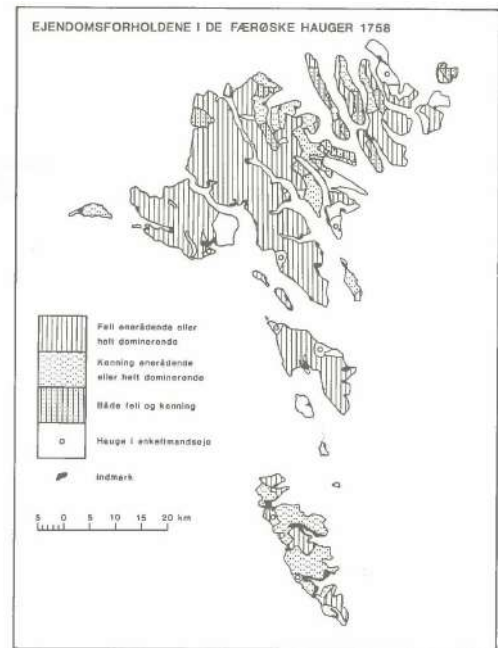 EJENDOMSFORHOLDENE I DE FÆRØSKE HAUGER 1758
Fell enerådende eller
helt dominerende
Kenning enerådende
eller helt dominerende
Både fell og kenning
Hauge i enkeltmandseje
Indmark
5 0 5 10 15 20 km